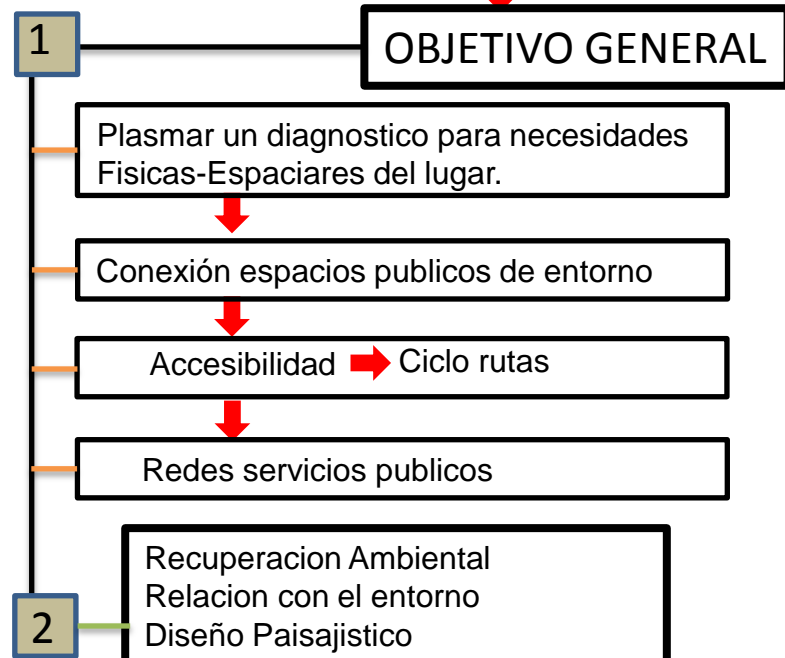 1
OBJETIVO GENERAL
Plasmar un diagnostico para necesidades
Fisicas-Espaciares del lugar.
Conexión espacios publicos de entorno
Accesibilidad Ciclo rutas
Redes servicios publicos
Recuperacion Ambiental
Relacion con el entorno
2
Diseño Paisajistico